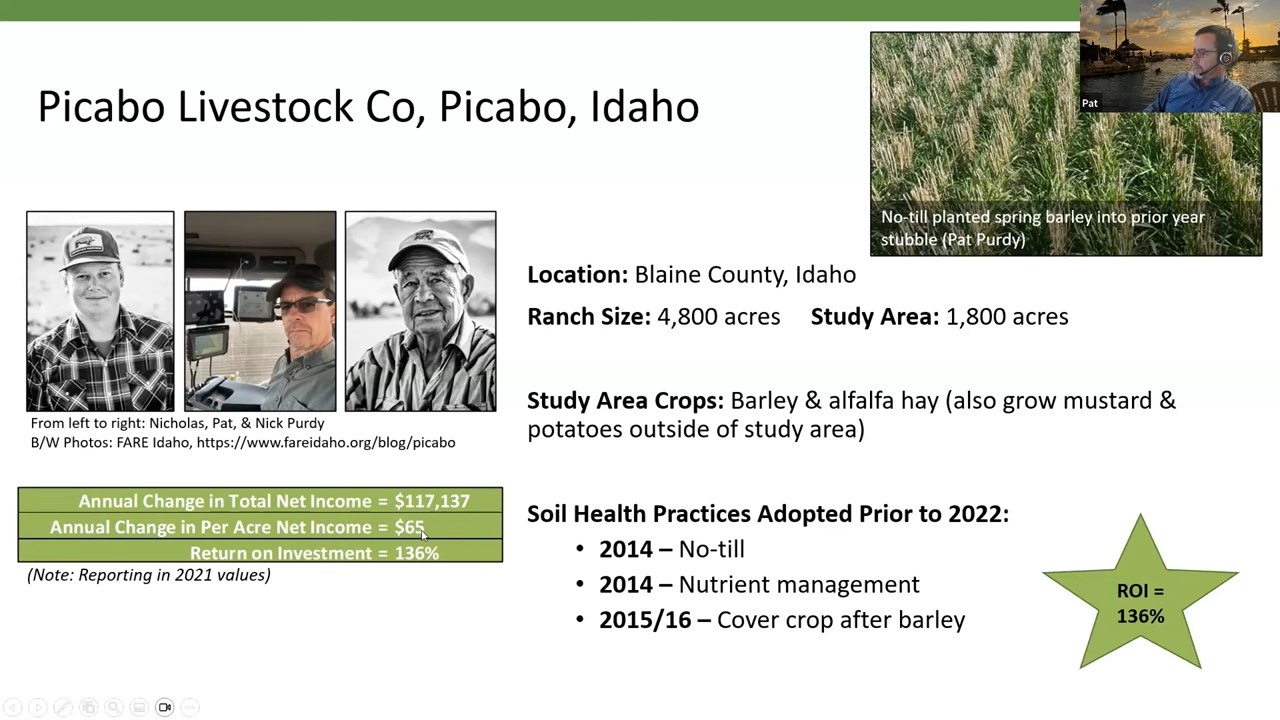 Picabo Livestock Co, Picabo, Idaho
Pat
No-till planted spring barley into prior year
stubble (Pat Purdy)
From left to right: Nicholas, Pat, & Nick Purdy
B/W Photos: FARE Idaho, https://www.fareidaho.org/blog/picabo
Annual Change in Total Net Income = $117,137
Annual Change in Per Acre Net Income = $65
Return on Investment = 136%
(Note: Reporting in 2021 values)
Location: Blaine County, Idaho
Ranch Size: 4,800 acres Study Area: 1,800 acres
Study Area Crops: Barley & alfalfa hay (also grow mustard &
potatoes outside of study area)
Soil Health Practices Adopted Prior to 2022:
• 2014 – No-till
• 2014 – Nutrient management
• 2015/16 – Cover crop after barley
ROI =
136%